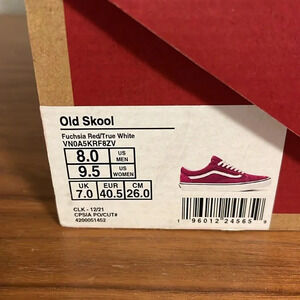 Old Skool
Fuchsia Red/True White
VN0A5KRF8ZV
8.0 US MEN
9.5 US WOMEN
UK EUR CM
7.0 40.5 26.0
CLK - 12/21
CPSIA PO/CUT#
4200051452
1 96012 24565 9